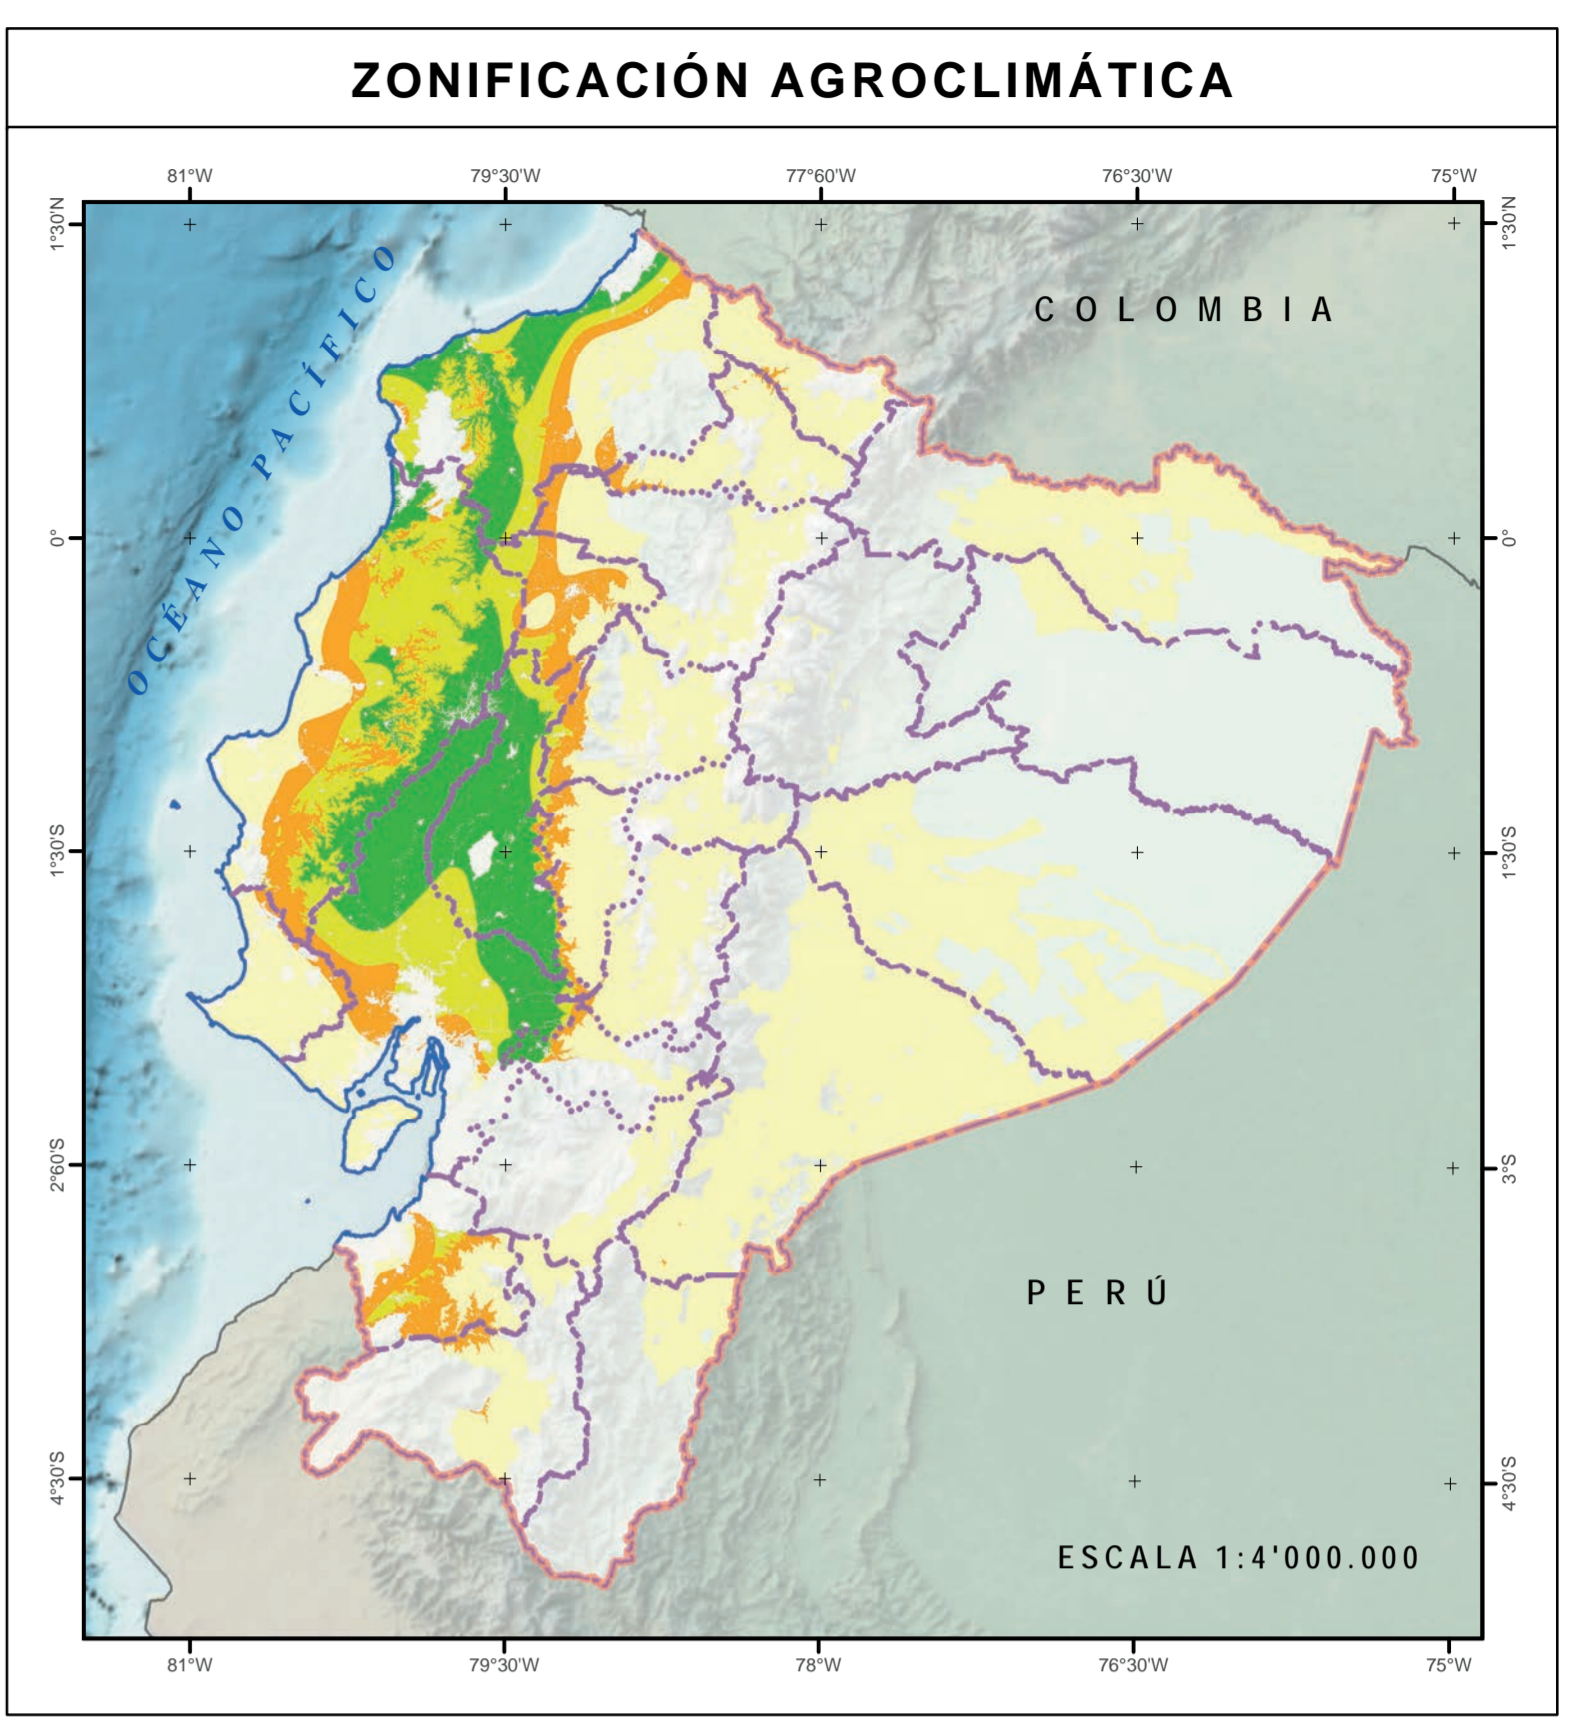 ZONIFICACIÓN AGROCLIMÁTICA
81°W 79°30'W 77°60'W 76°30'W 75°W
1°30'N
1°30'N
COLOMBIA
OCÉANO PACÍFICO
0°
0°
1°30'S
1°30'S
2°60'S
3°S
PERÚ
4°30'S
4°30'S
ESCALA 1:4'000.000
81°W 79°30'W 78°W 76°30'W 75°W